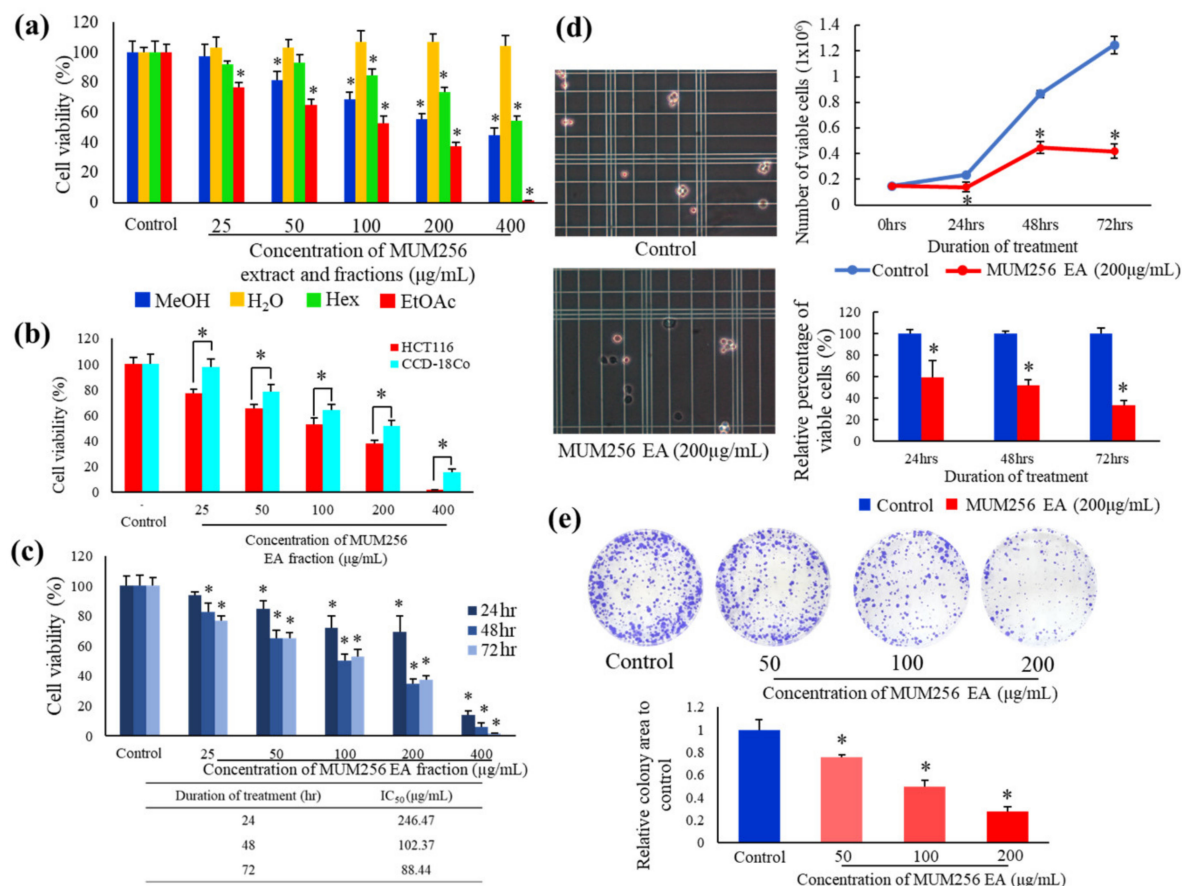 (a)
Cell viability (%)
120
100
80
60
40
20
0
* * * * * * * * * * * * *
Control 25 50 100 200 400
Concentration of MUM256
extract and fractions (µg/mL)
MeOH H2O Hex EtOAc
(b)
Cell viability (%)
120
100
80
60
40
20
0
* * * * *
HCT116
CCD-18Co
Control 25 50 100 200 400
Concentration of MUM256
EA fraction (µg/mL)
(c)
Cell viability (%)
120
100
80
60
40
20
0
* * * * * * * * * * * * * *
24 hr
48 hr
72 hr
Control 25 50 100 200 400
Concentration of MUM256 EA fraction (µg/mL)
Duration of treatment (hr) IC50 (µg/mL)
24 246.47
48 102.37
72 88.44
(d)
Control
MUM256 EA (200µg/mL)
Number of viable cells (1x10⁶)
1.4
1.2
1
0.8
0.6
0.4
0.2
0
* * *
0hrs 24hrs 48hrs 72hrs
Duration of treatment
Control MUM256 EA (200µg/mL)
Relative percentage of
viable cells (%)
120
100
80
60
40
20
0
* * *
24hrs 48hrs 72hrs
Duration of treatment
Control MUM256 EA (200µg/mL)
(e)
Control 50 100 200
Concentration of MUM256 EA (µg/mL)
Relative colony area to
control
1.2
1
0.8
0.6
0.4
0.2
0
* * *
Control 50 100 200
Concentration of MUM256 EA (µg/mL)